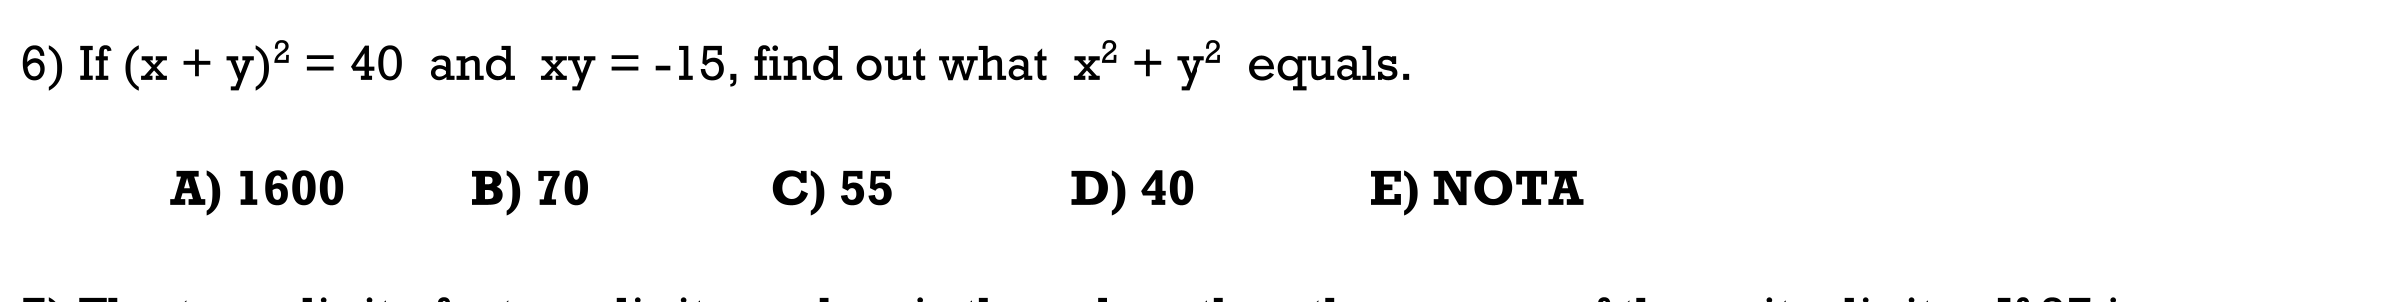 6) If (x + y)² = 40 and xy = -15, find out what x² + y² equals.
A) 1600 B) 70 C) 55 D) 40 E) NOTA